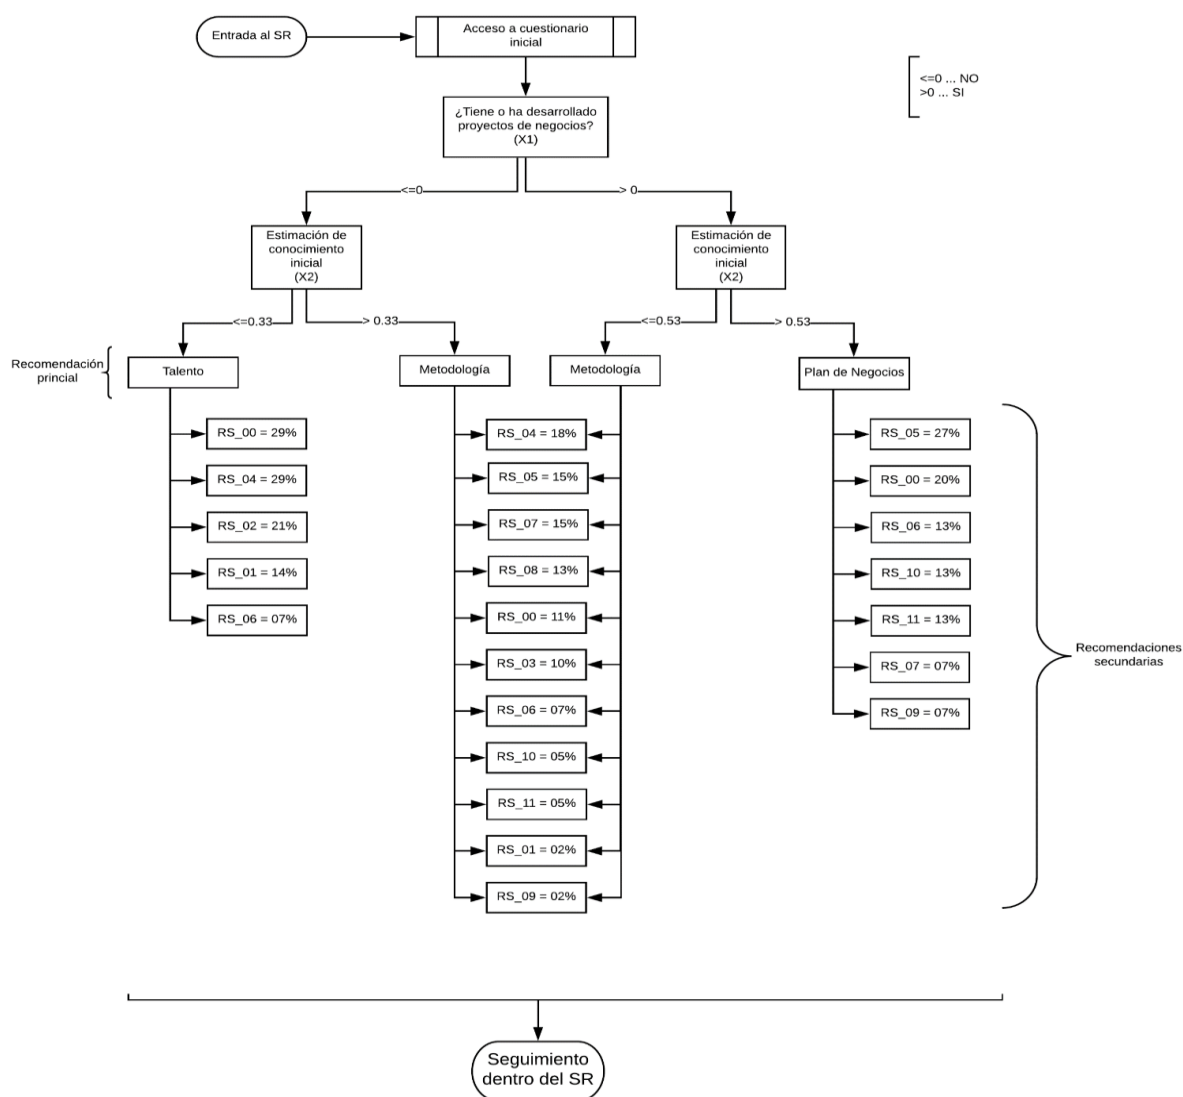 Entrada al SR
Acceso a cuestionario
inicial
<=0 ... NO
>0 ... SI
¿Tiene o ha desarrollado
proyectos de negocios?
(X1)
<=0
> 0
Estimación de
conocimiento
inicial
(X2)
Estimación de
conocimiento
inicial
(X2)
<=0.33
> 0.33
<=0.53
> 0.53
Recomendación
princial
Talento
Metodología
Metodología
Plan de Negocios
RS_00 = 29%
RS_04 = 29%
RS_02 = 21%
RS_01 = 14%
RS_06 = 07%
RS_04 = 18%
RS_05 = 15%
RS_07 = 15%
RS_08 = 13%
RS_00 = 11%
RS_03 = 10%
RS_06 = 07%
RS_10 = 05%
RS_11 = 05%
RS_01 = 02%
RS_09 = 02%
RS_05 = 27%
RS_00 = 20%
RS_06 = 13%
RS_10 = 13%
RS_11 = 13%
RS_07 = 07%
RS_09 = 07%
Recomendaciones
secundarias
Seguimiento
dentro del SR